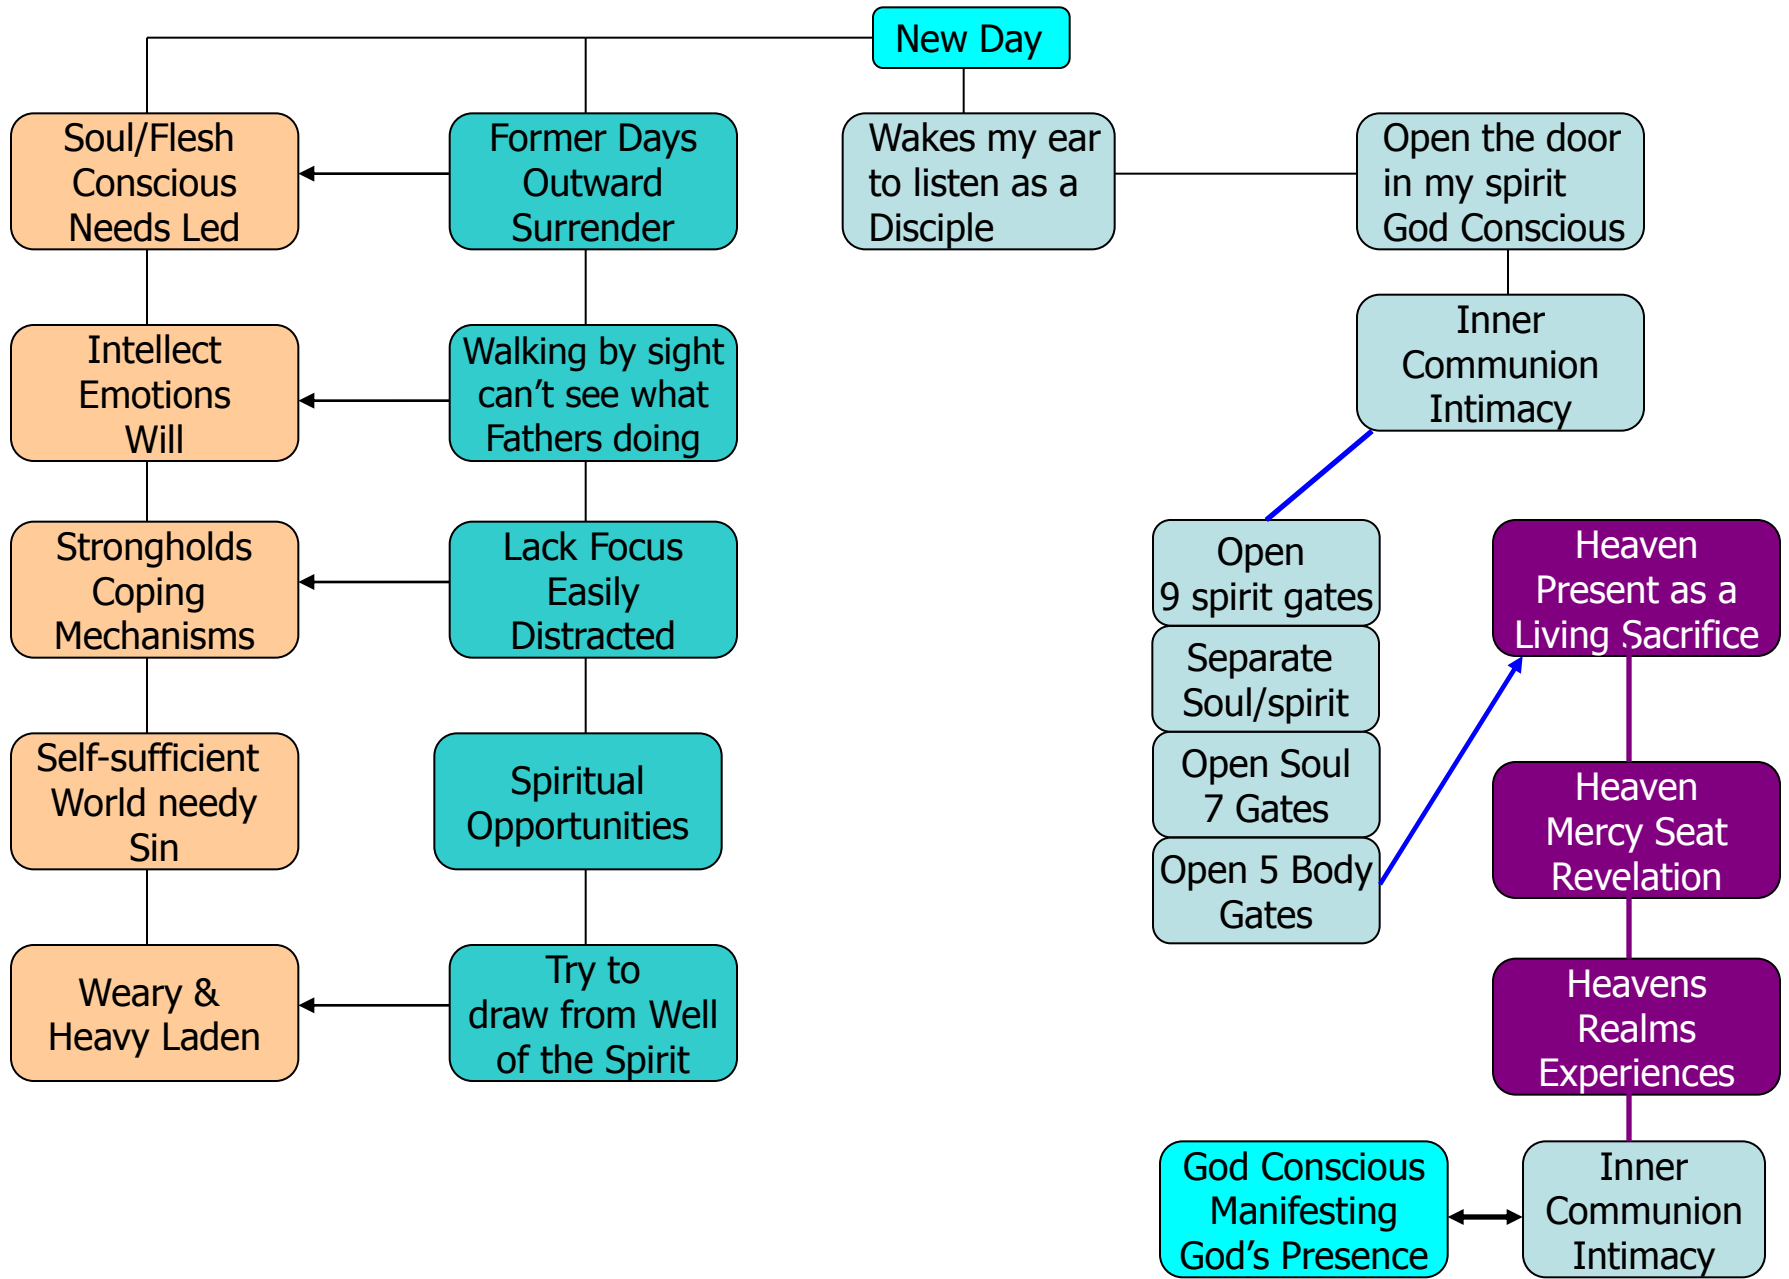 New Day
Soul/Flesh
Conscious
Needs Led
Former Days
Outward
Surrender
Wakes my ear
to listen as a
Disciple
Open the door
in my spirit
God Conscious
Intellect
Emotions
Will
Walking by sight
can't see what
Fathers doing
Inner
Communion
Intimacy
Strongholds
Coping
Mechanisms
Lack Focus
Easily
Distracted
Open
9 spirit gates
Separate
Soul/spirit
Open Soul
7 Gates
Open 5 Body
Gates
Heaven
Present as a
Living Sacrifice
Self-sufficient
World needy
Sin
Spiritual
Opportunities
Heaven
Mercy Seat
Revelation
Weary &
Heavy Laden
Try to
draw from Well
of the Spirit
Heavens
Realms
Experiences
God Conscious
Manifesting
God’s Presence
Inner
Communion
Intimacy